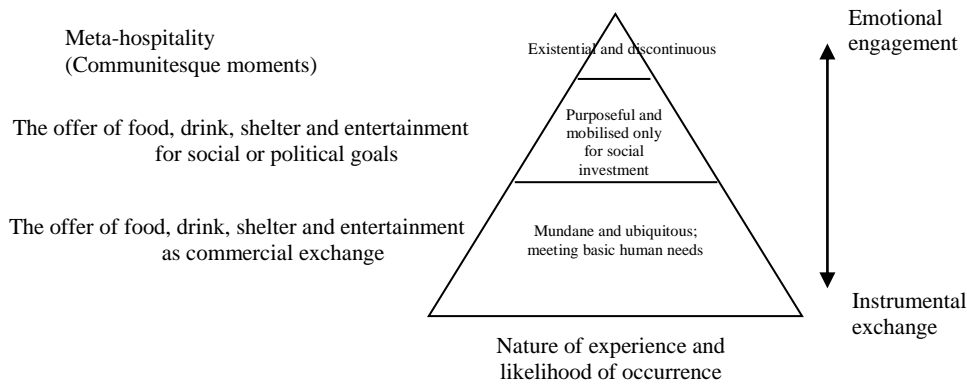 Meta-hospitality
(Communitesque moments)
The offer of food, drink, shelter and entertainment
for social or political goals
The offer of food, drink, shelter and entertainment
as commercial exchange
Existential and discontinuous
Purposeful and
mobilised only
for social
investment
Mundane and ubiquitous;
meeting basic human needs
Nature of experience and
likelihood of occurrence
Emotional
engagement
Instrumental
exchange